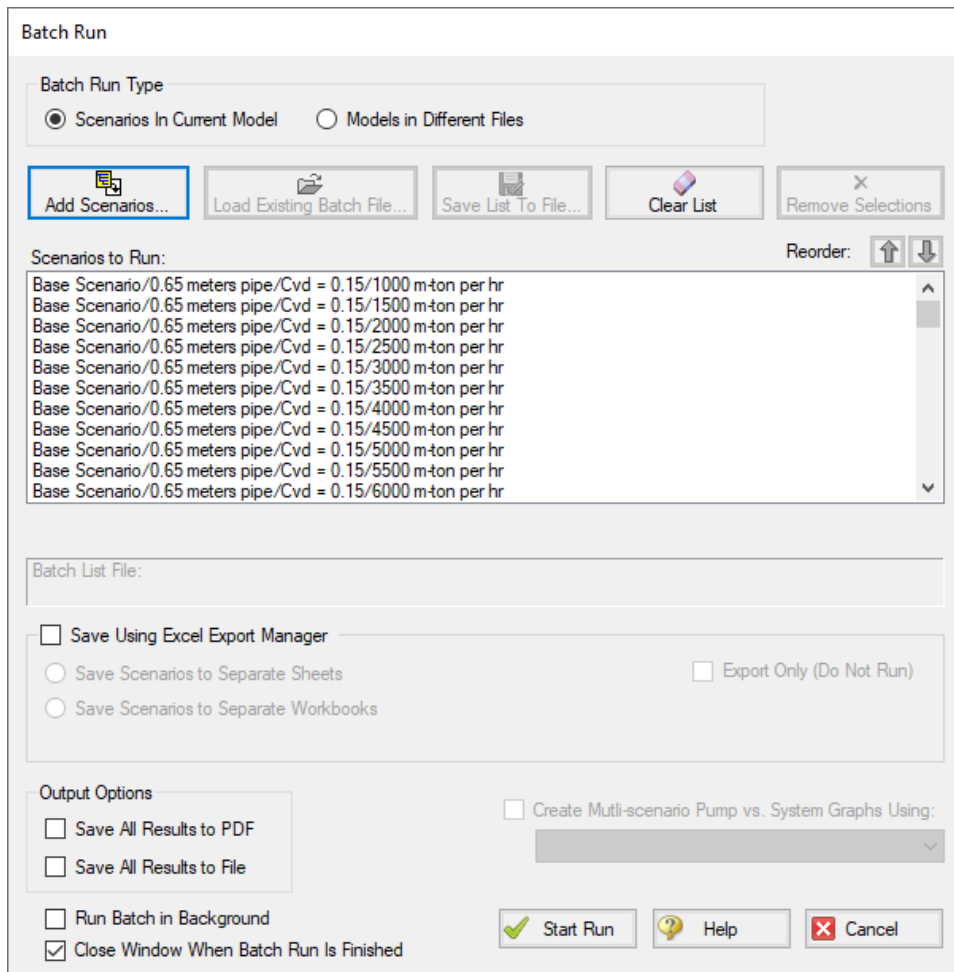 Batch Run
Batch Run Type
Scenarios In Current Model
Models in Different Files
Add Scenarios...
Load Existing Batch File...
Save List To File...
Clear List
Remove Selections
Scenarios to Run:
Reorder:
Base Scenario/0.65 meters pipe/Cvd = 0.15/1000 m-ton per hr
Base Scenario/0.65 meters pipe/Cvd = 0.15/1500 m-ton per hr
Base Scenario/0.65 meters pipe/Cvd = 0.15/2000 m-ton per hr
Base Scenario/0.65 meters pipe/Cvd = 0.15/2500 m-ton per hr
Base Scenario/0.65 meters pipe/Cvd = 0.15/3000 m-ton per hr
Base Scenario/0.65 meters pipe/Cvd = 0.15/3500 m-ton per hr
Base Scenario/0.65 meters pipe/Cvd = 0.15/4000 m-ton per hr
Base Scenario/0.65 meters pipe/Cvd = 0.15/4500 m-ton per hr
Base Scenario/0.65 meters pipe/Cvd = 0.15/5000 m-ton per hr
Base Scenario/0.65 meters pipe/Cvd = 0.15/5500 m-ton per hr
Base Scenario/0.65 meters pipe/Cvd = 0.15/6000 m-ton per hr
Batch List File:
Save Using Excel Export Manager
Save Scenarios to Separate Sheets
Export Only (Do Not Run)
Save Scenarios to Separate Workbooks
Output Options
Save All Results to PDF
Save All Results to File
Create Mutli-scenario Pump vs. System Graphs Using:
Run Batch in Background
Close Window When Batch Run Is Finished
Start Run
Help
Cancel